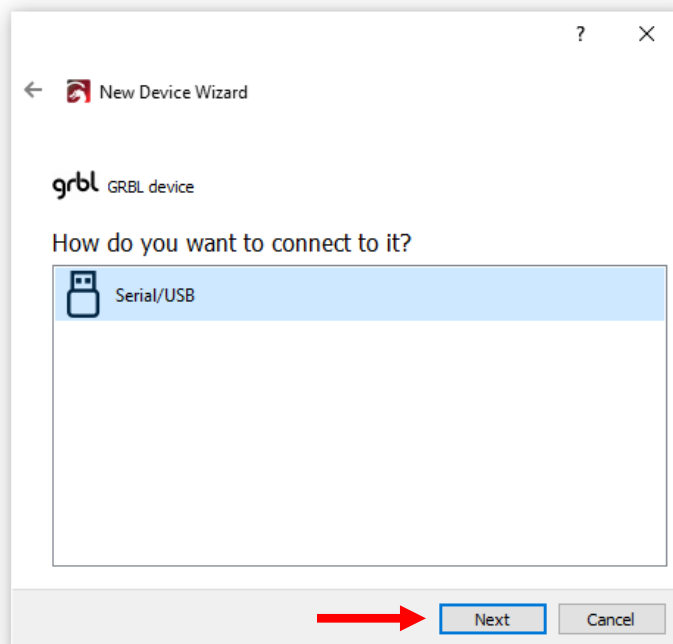 ?
New Device Wizard
grbl GRBL device
How do you want to connect to it?
Serial/USB
Next Cancel